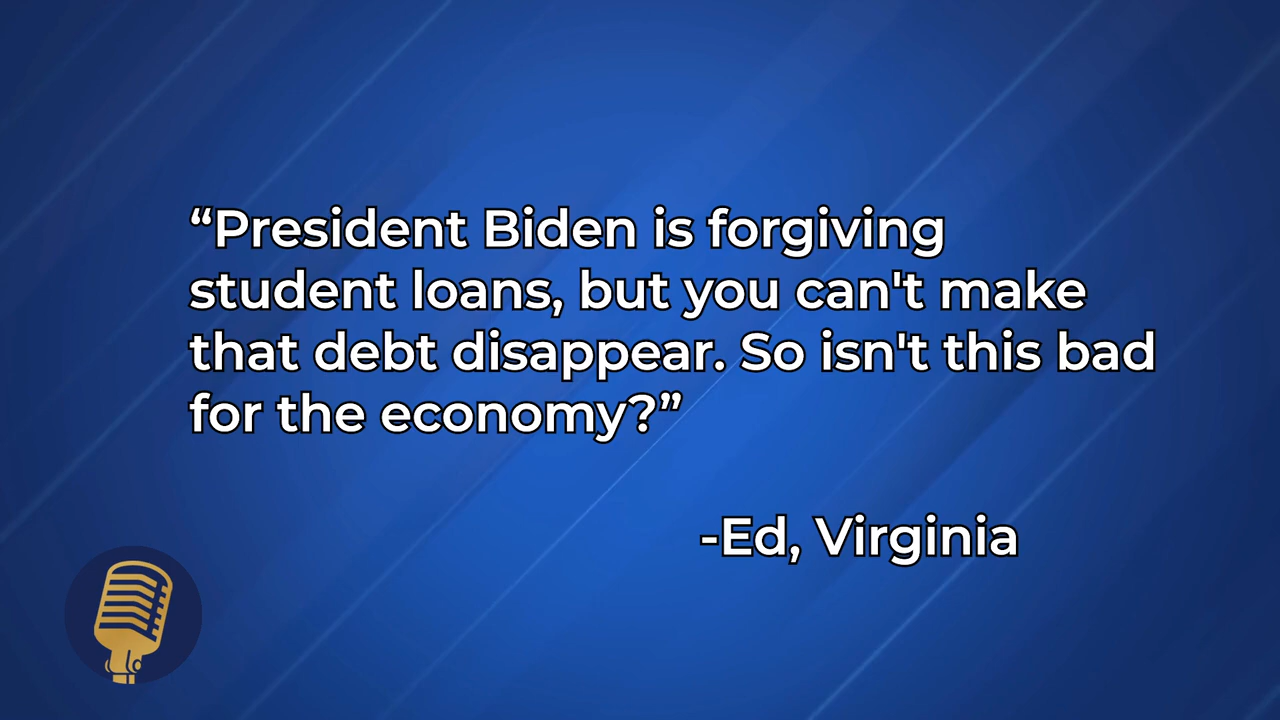 “President Biden is forgiving
student loans, but you can't make
that debt disappear. So isn't this bad
for the economy?”
-Ed, Virginia